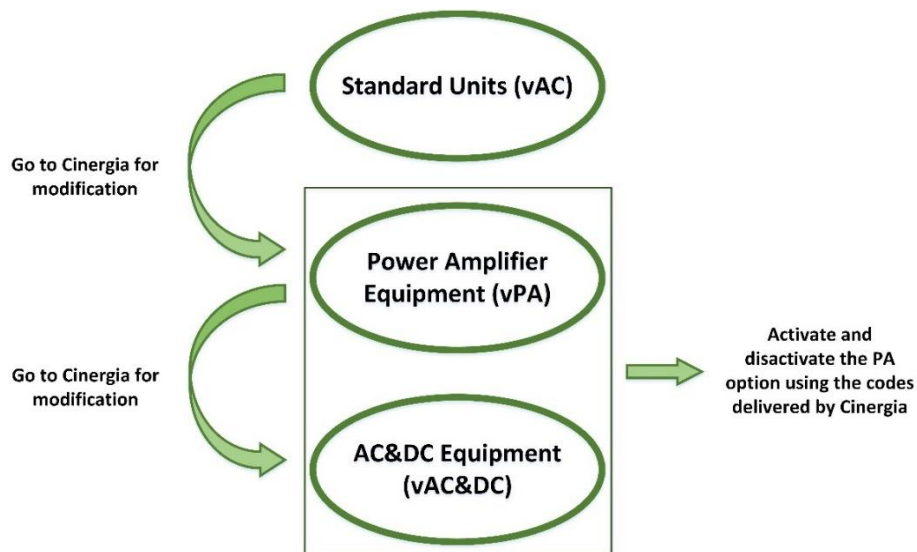 Standard Units (vAC)
Go to Cinergia for
modification
Power Amplifier
Equipment (vPA)
Go to Cinergia for
modification
AC&DC Equipment
(vAC&DC)
Activate and
disactivate the PA
option using the codes
delivered by Cinergia